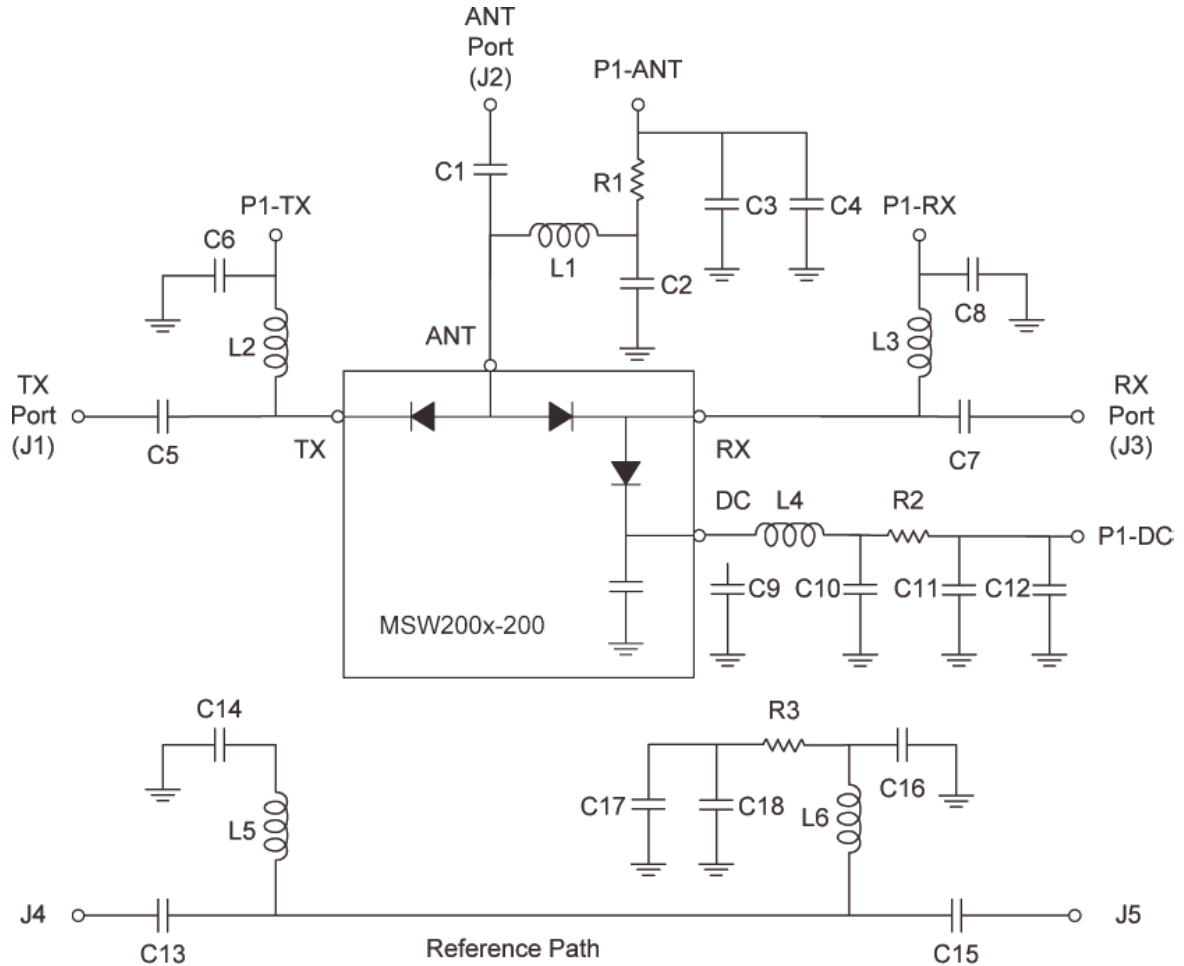 ANT
Port
(J2)
P1-ANT
C1
R1
C3
C4
P1-TX
P1-RX
C6
L1
C2
C8
L2
ANT
L3
TX
Port
(J1)
RX
Port
(J3)
C5
TX
RX
C7
DC
L4
R2
P1-DC
C9
C10
C11
C12
MSW200x-200
C14
R3
C16
C17
C18
L5
L6
J4
J5
C13
Reference Path
C15